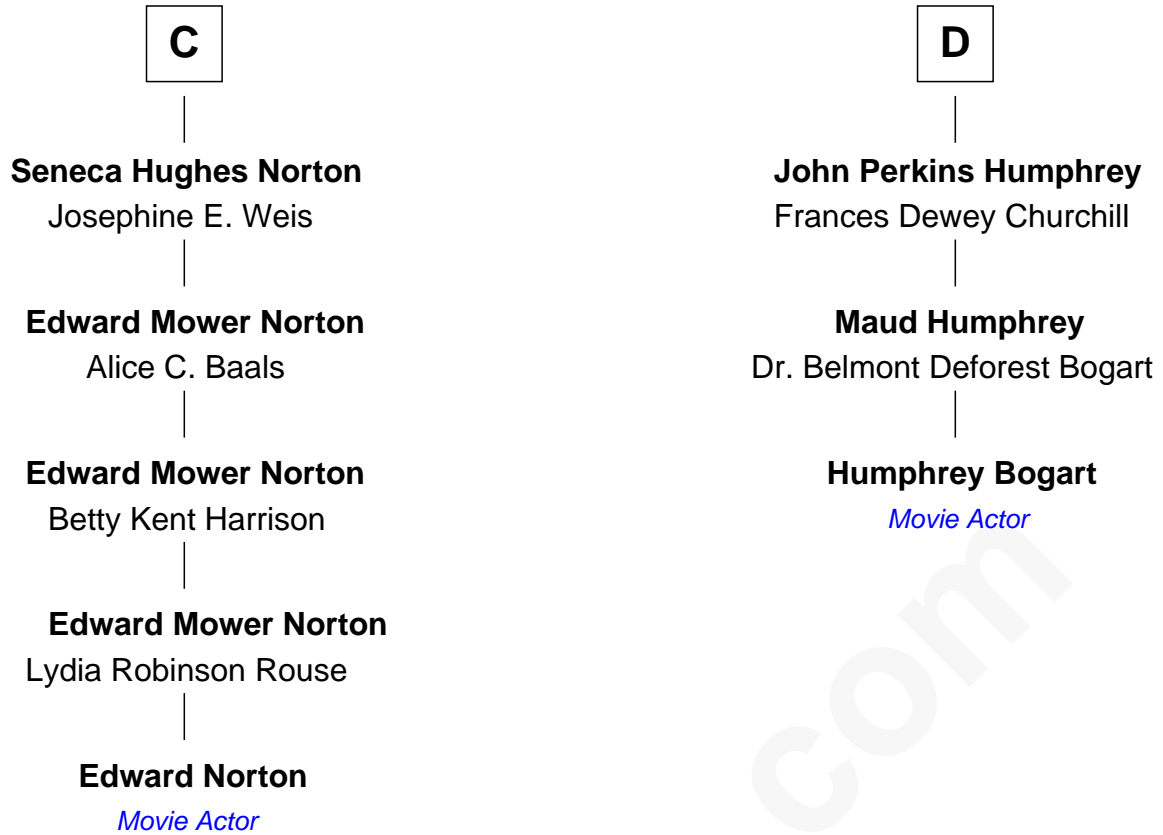 C
Seneca Hughes Norton
Josephine E. Weis
Edward Mower Norton
Alice C. Baals
Edward Mower Norton
Betty Kent Harrison
Edward Mower Norton
Lydia Robinson Rouse
Edward Norton
Movie Actor
D
John Perkins Humphrey
Frances Dewey Churchill
Maud Humphrey
Dr. Belmont Deforest Bogart
Humphrey Bogart
Movie Actor
com